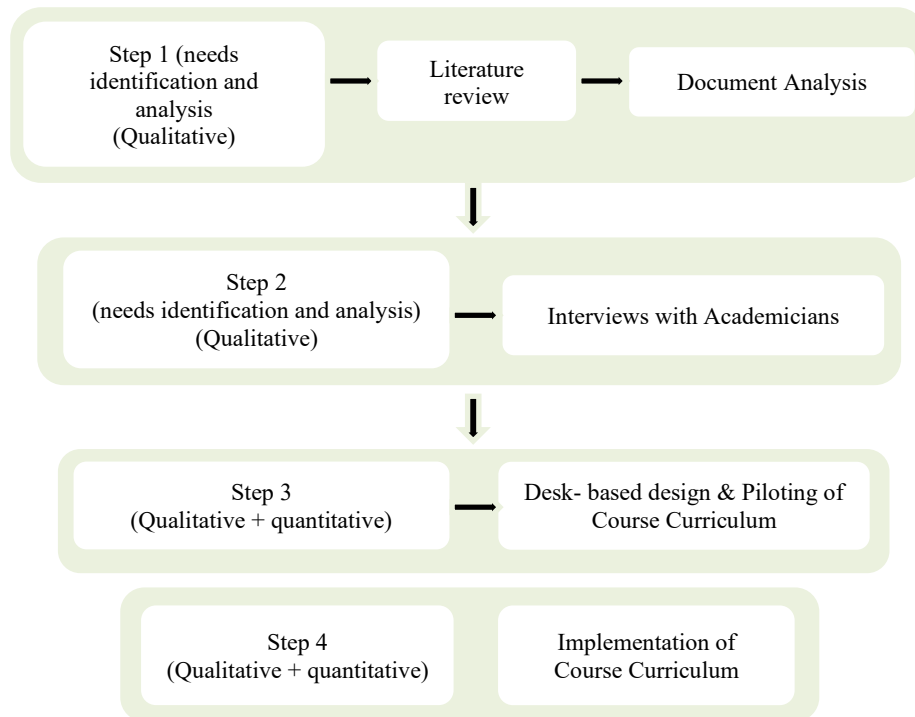 Step 1 (needs
identification and
analysis
(Qualitative)
Literature
review
Document Analysis
Step 2
(needs identification and analysis)
(Qualitative)
Interviews with Academicians
Step 3
(Qualitative + quantitative)
Desk- based design & Piloting of
Course Curriculum
Step 4
(Qualitative + quantitative)
Implementation of
Course Curriculum